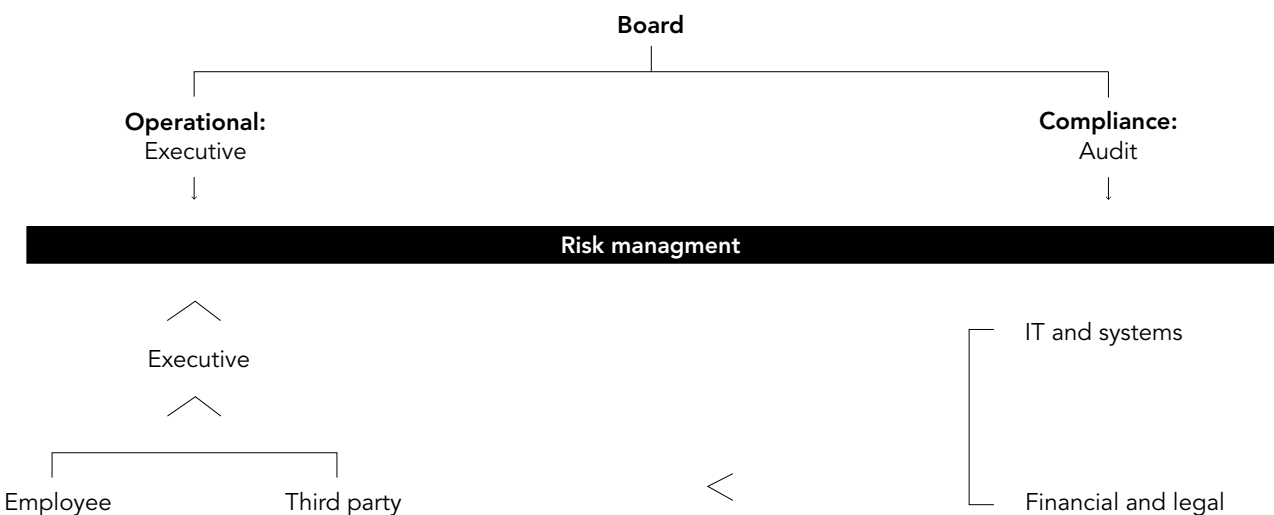 Board
Operational:
Executive
Compliance:
Audit
Risk managment
Executive
IT and systems
Employee
Third party
Financial and legal